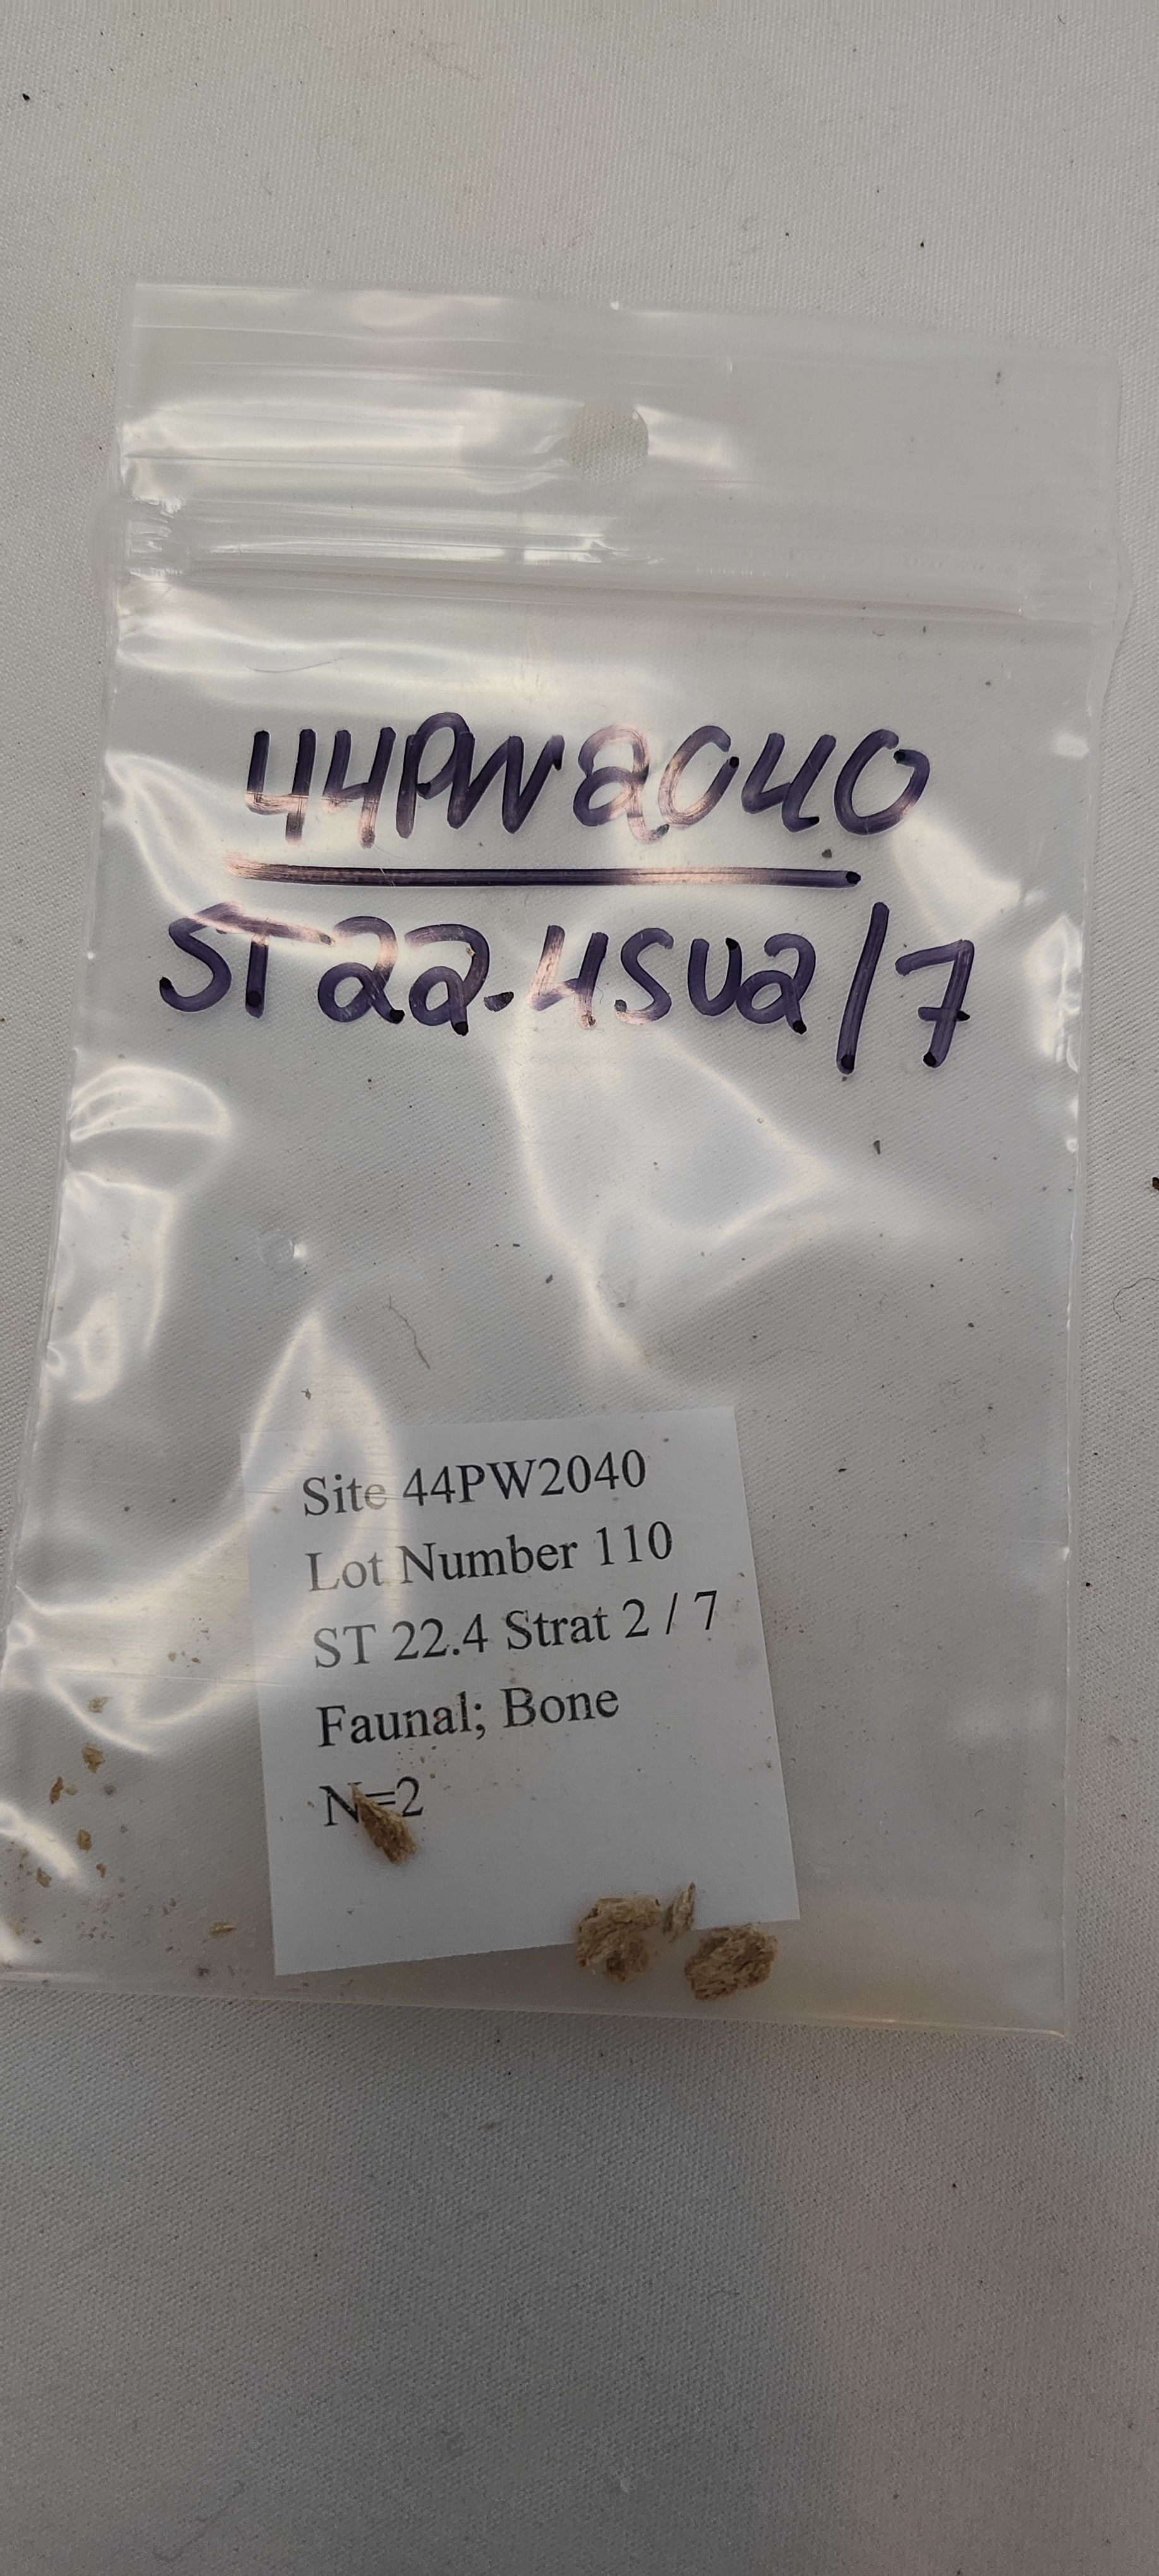 44PW2040
ST 22.4 SU2/7
Site 44PW2040
Lot Number 110
ST 22.4 Strat 2 / 7
Faunal; Bone
N=2